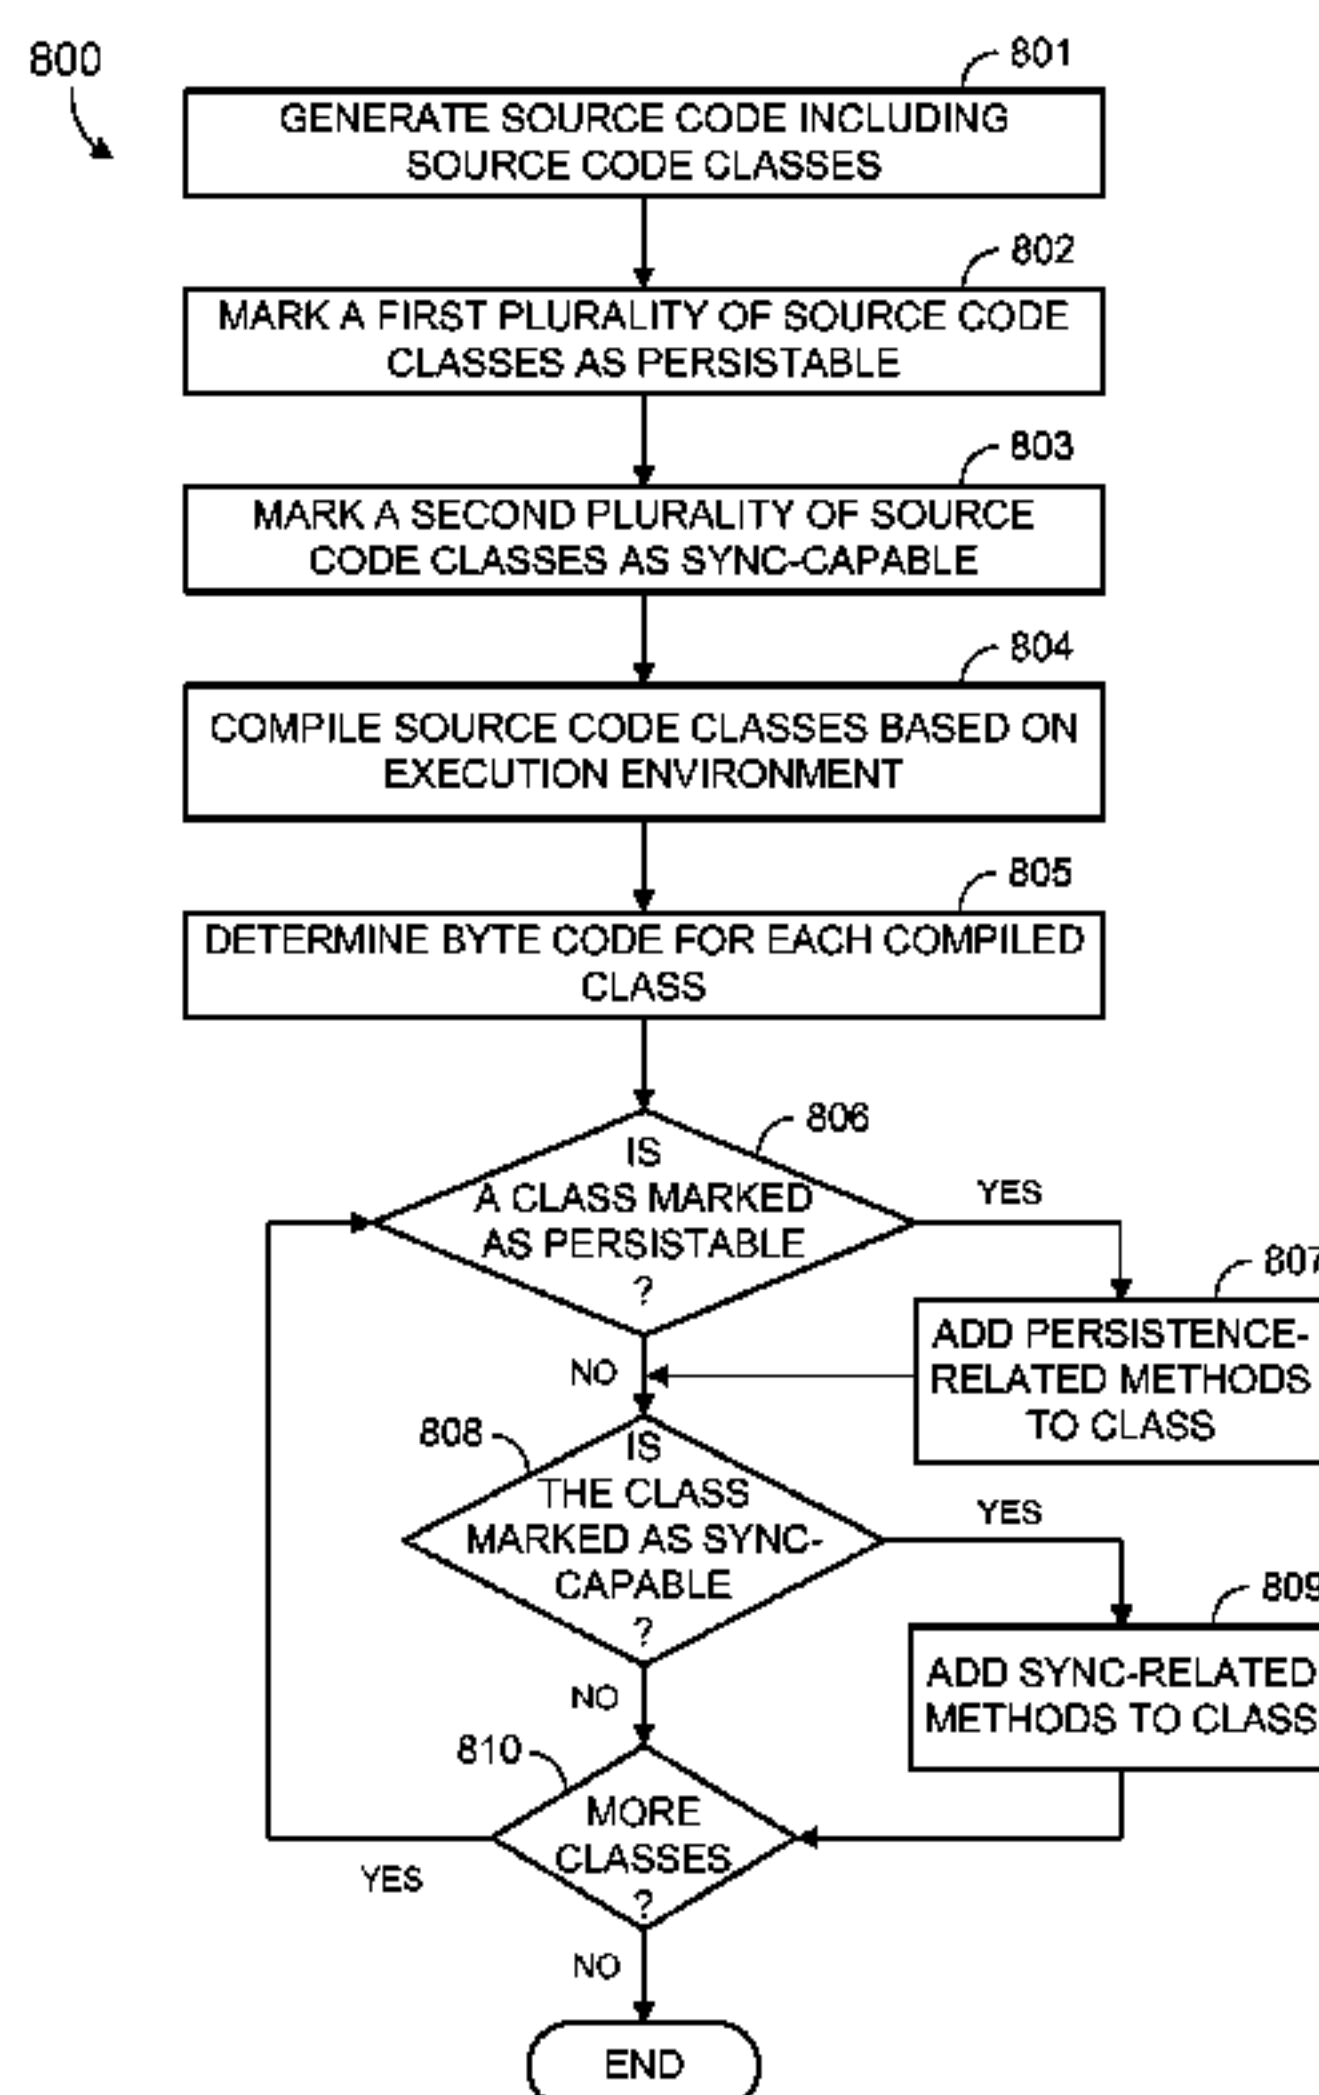 800
801
GENERATE SOURCE CODE INCLUDING
SOURCE CODE CLASSES
802
MARK A FIRST PLURALITY OF SOURCE CODE
CLASSES AS PERSISTABLE
803
MARK A SECOND PLURALITY OF SOURCE
CODE CLASSES AS SYNC-CAPABLE
804
COMPILE SOURCE CODE CLASSES BASED ON
EXECUTION ENVIRONMENT
805
DETERMINE BYTE CODE FOR EACH COMPILED
CLASS
806
IS
A CLASS MARKED
AS PERSISTABLE
?
YES
807
ADD PERSISTENCE-
RELATED METHODS
TO CLASS
NO
808
IS
THE CLASS
MARKED AS SYNC-
CAPABLE
?
YES
809
ADD SYNC-RELATED
METHODS TO CLASS
NO
810
MORE
CLASSES
?
YES
NO
END